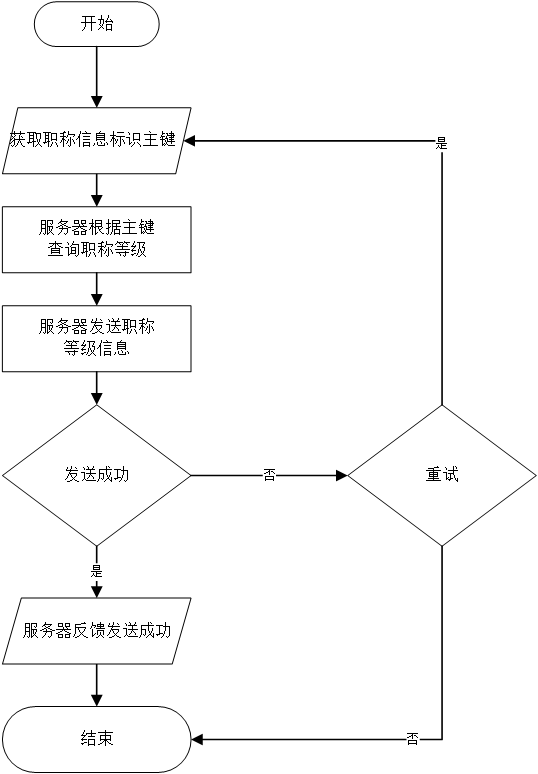 开始
获取职称信息标识主键
是
服务器根据主键
查询职称等级
服务器发送职称
等级信息
发送成功
否
重试
是
服务器反馈发送成功
结束
否